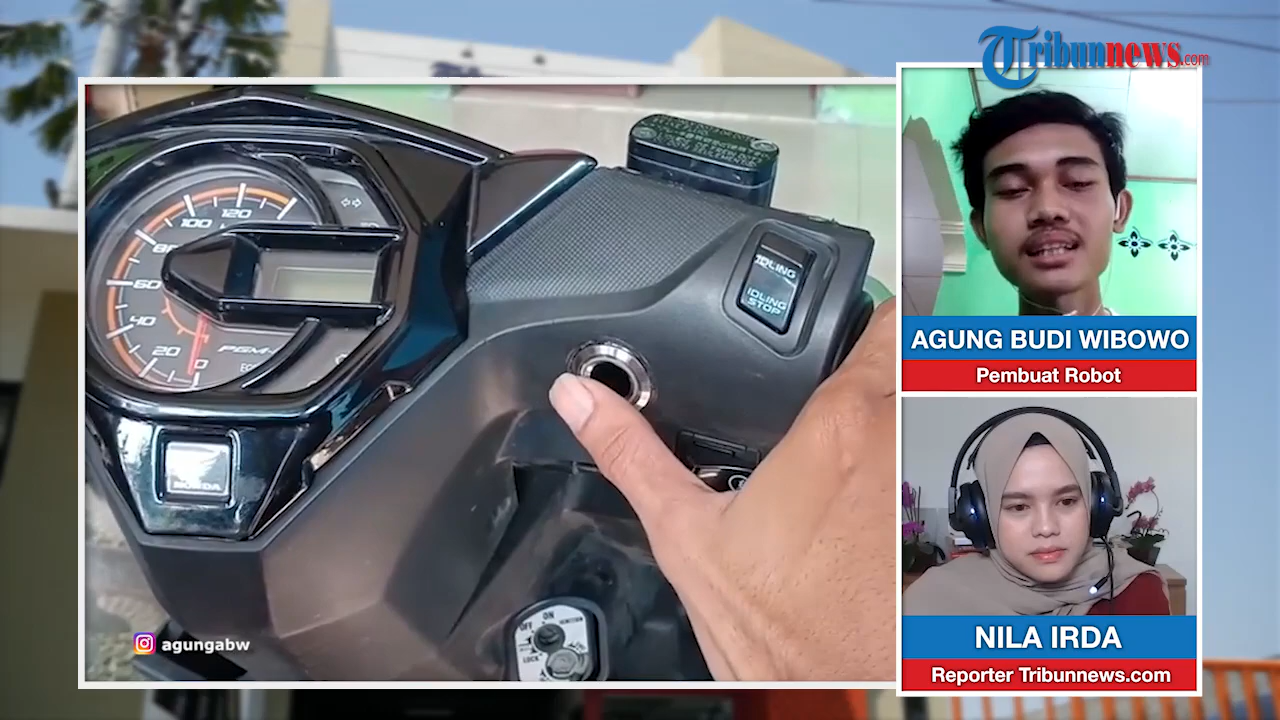 Tribunnews.com
120
100
80
60
40
20
0
PGM-
HONDA
IDLING
IDLING
STOP
OFF
ON
IGNITION
LOCK
agungabw
AGUNG BUDI WIBOWO
Pembuat Robot
NILA IRDA
Reporter Tribunnews.com